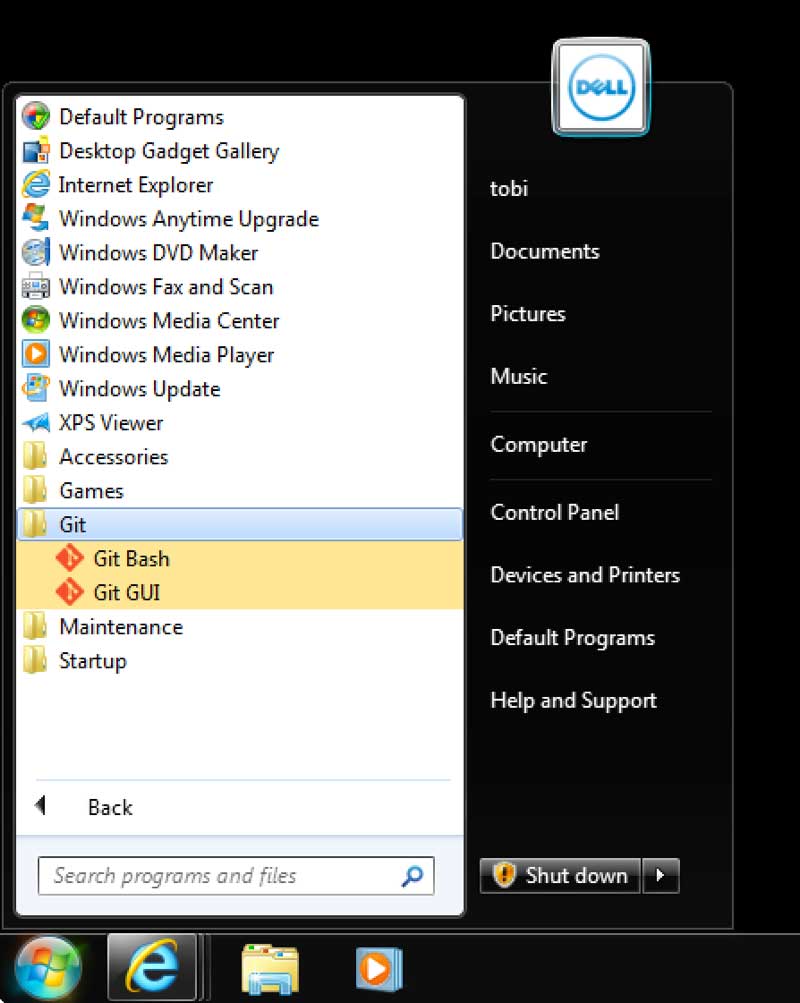 Default Programs
Desktop Gadget Gallery
Internet Explorer
Windows Anytime Upgrade
Windows DVD Maker
Windows Fax and Scan
Windows Media Center
Windows Media Player
Windows Update
XPS Viewer
Accessories
Games
Git
Git Bash
Git GUI
Maintenance
Startup
Back
Search programs and files
DELL
tobi
Documents
Pictures
Music
Computer
Control Panel
Devices and Printers
Default Programs
Help and Support
Shut down